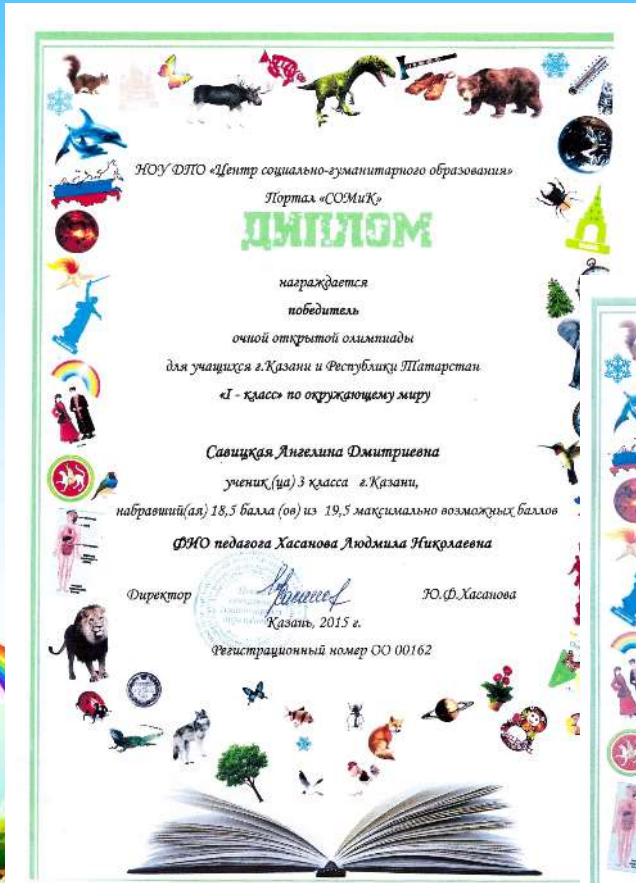 НОУ ДПО «Центр социально-гуманитарного образования»
Портал «СОМиК»
ДИПЛОМ
награждается
победитель
очной открытой олимпиады
для учащихся г.Казани и Республики Татарстан
«I - класс» по окружающему миру
Савицкая Ангелина Дмитриевна
ученик (ца) 3 класса г.Казани,
набравший(ая) 18,5 балла (ов) из 19,5 максимально возможных баллов
ФИО педагога Хасанова Людмила Николаевна
Директор Ю.Ф.Хасанова
Казань, 2015 г.
Регистрационный номер ОО 00162